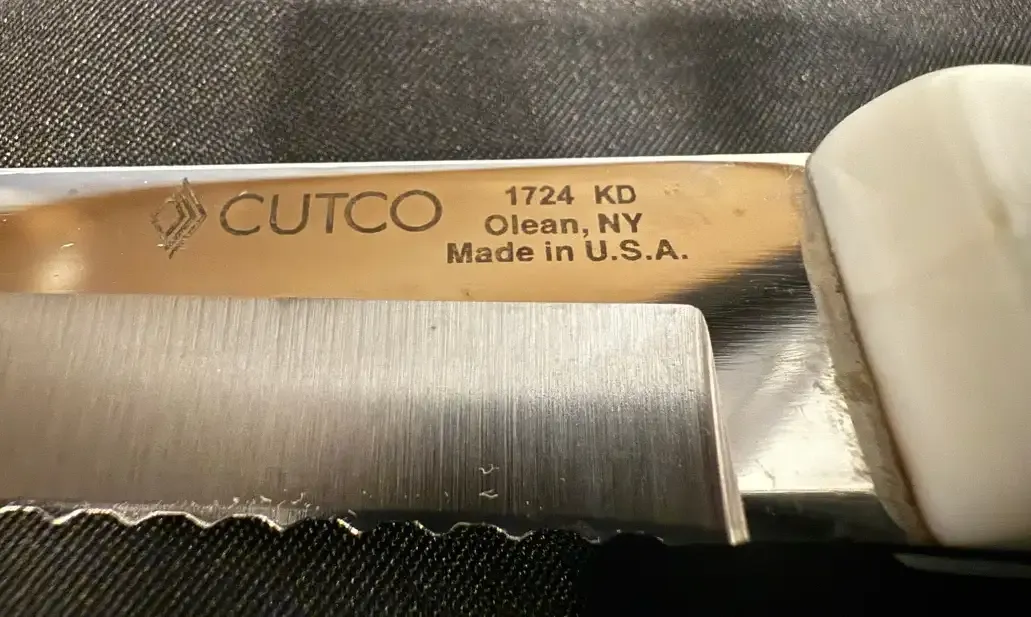 CUTCO
1724 KD
Olean, NY
Made in U.S.A.